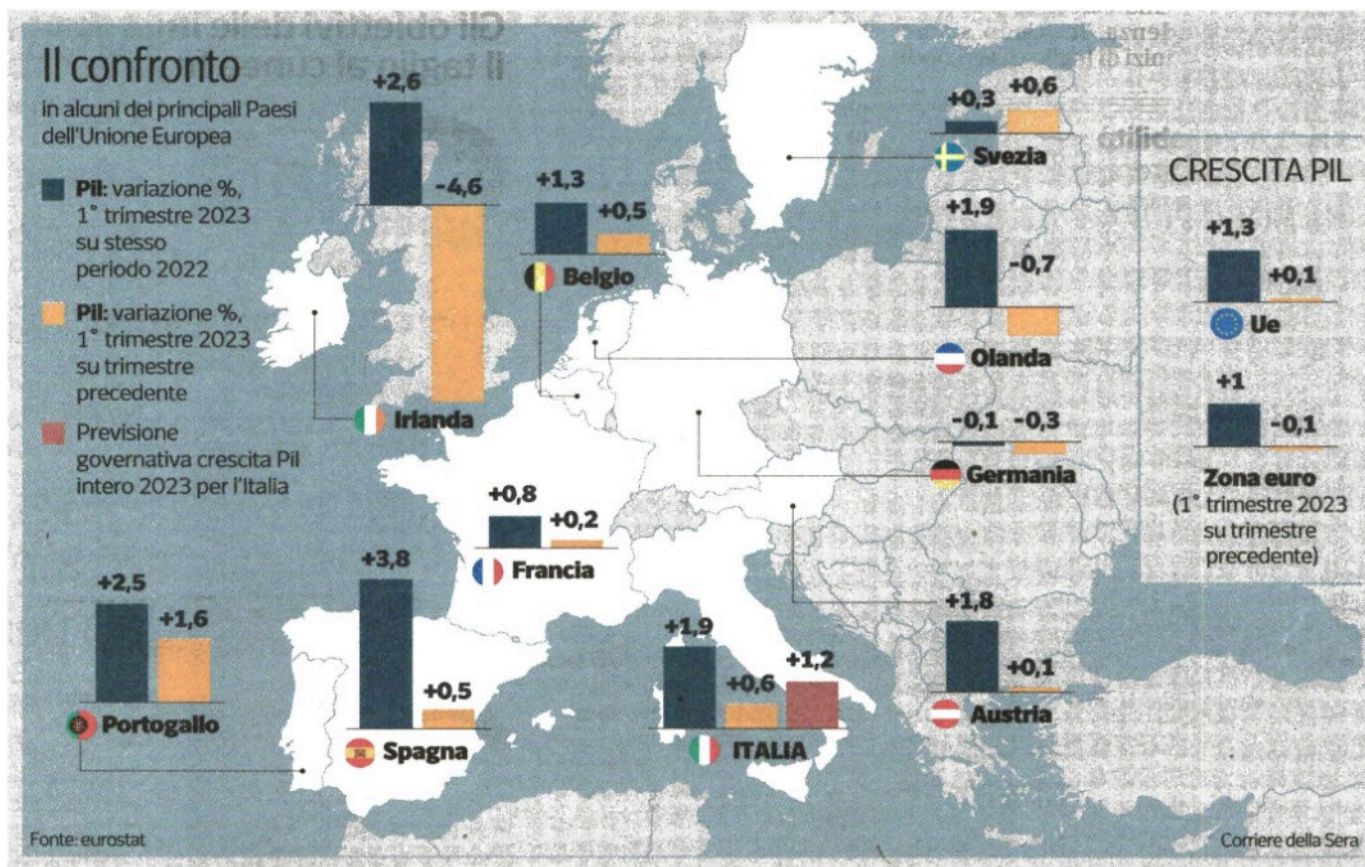 Il confronto
in alcuni dei principali Paesi
dell'Unione Europea
Pil: variazione %,
1° trimestre 2023
su stesso
periodo 2022
Pil: variazione %,
1° trimestre 2023
su trimestre
precedente
Previsione
governativa crescita Pil
intero 2023 per l'Italia
+2,6
-4,6
Irlanda
+1,3
+0,5
Belgio
+0,3
+0,6
Svezia
+1,9
-0,7
Olanda
-0,1
-0,3
Germania
+0,8
+0,2
Francia
+2,5
+1,6
Portogallo
+3,8
+0,5
Spagna
+1,9
+0,6
+1,2
ITALIA
+1,8
+0,1
Austria
CRESCITA PIL
+1,3
+0,1
Ue
+1
-0,1
Zona euro
(1° trimestre 2023
su trimestre
precedente)
Fonte: eurostat
Corriere della Sera